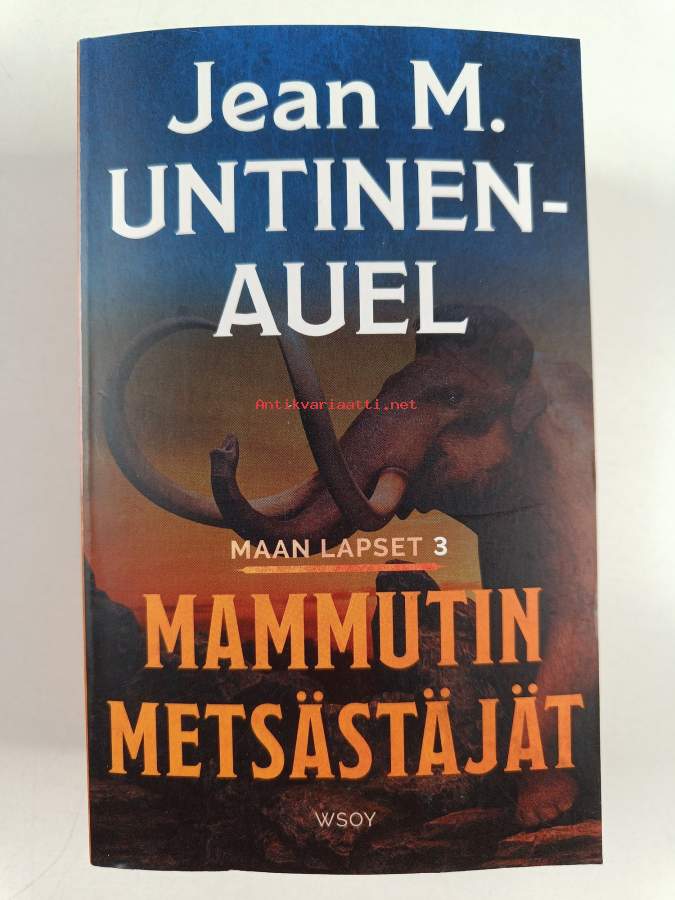 Jean M.
UNTINEN-
AUEL
Antikvariaatti.net
MAAN LAPSET 3
MAMMUTIN
METSÄSTÄJÄT
WSOY